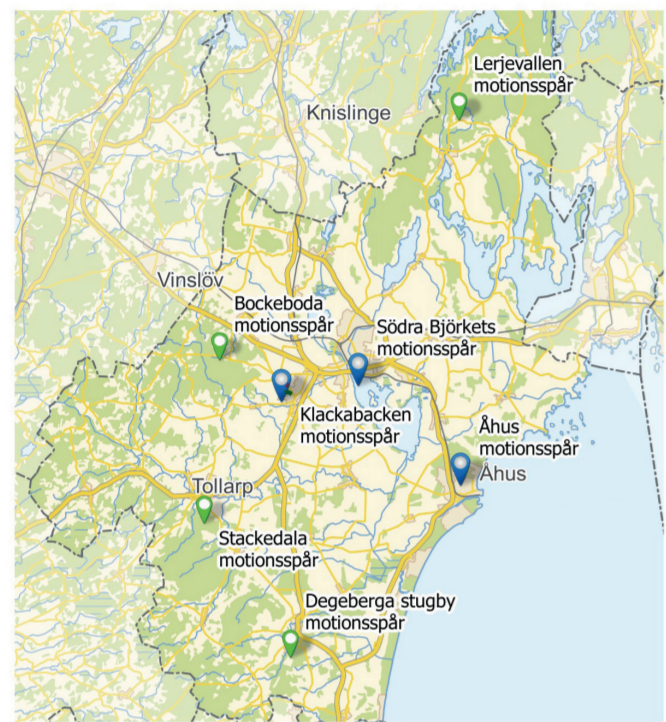 Lerjevallen
motionsspår
Knislinge
Vinslöv
Bockeboda
motionsspår
Södra Björkets
motionsspår
Klackabacken
motionsspår
Åhus
motionsspår
Åhus
Tollarp
Stackedala
motionsspår
Degeberga stugby
motionsspår